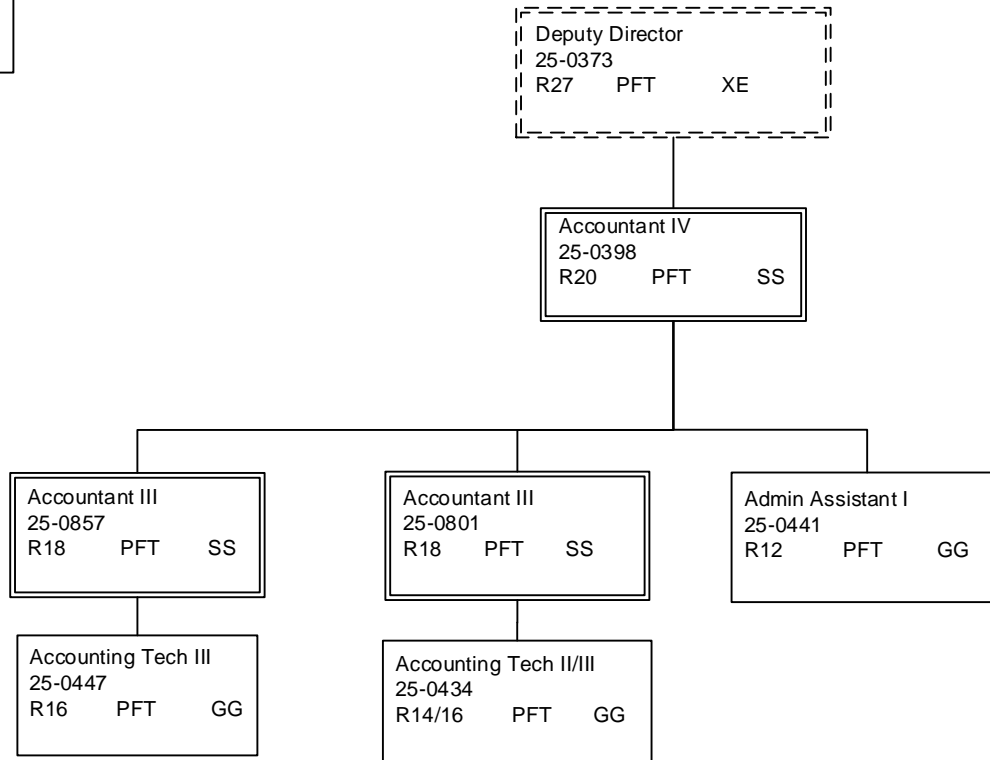 Deputy Director
25-0373
R27 PFT XE
Accountant IV
25-0398
R20 PFT SS
Accountant III
25-0857
R18 PFT SS
Accountant III
25-0801
R18 PFT SS
Admin Assistant I
25-0441
R12 PFT GG
Accounting Tech III
25-0447
R16 PFT GG
Accounting Tech II/III
25-0434
R14/16 PFT GG